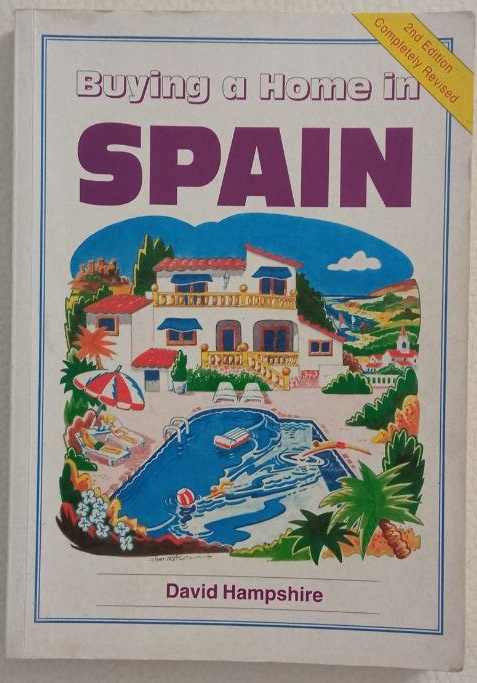 2nd Edition
Completely Revised
Buying a Home in
SPAIN
David Hampshire